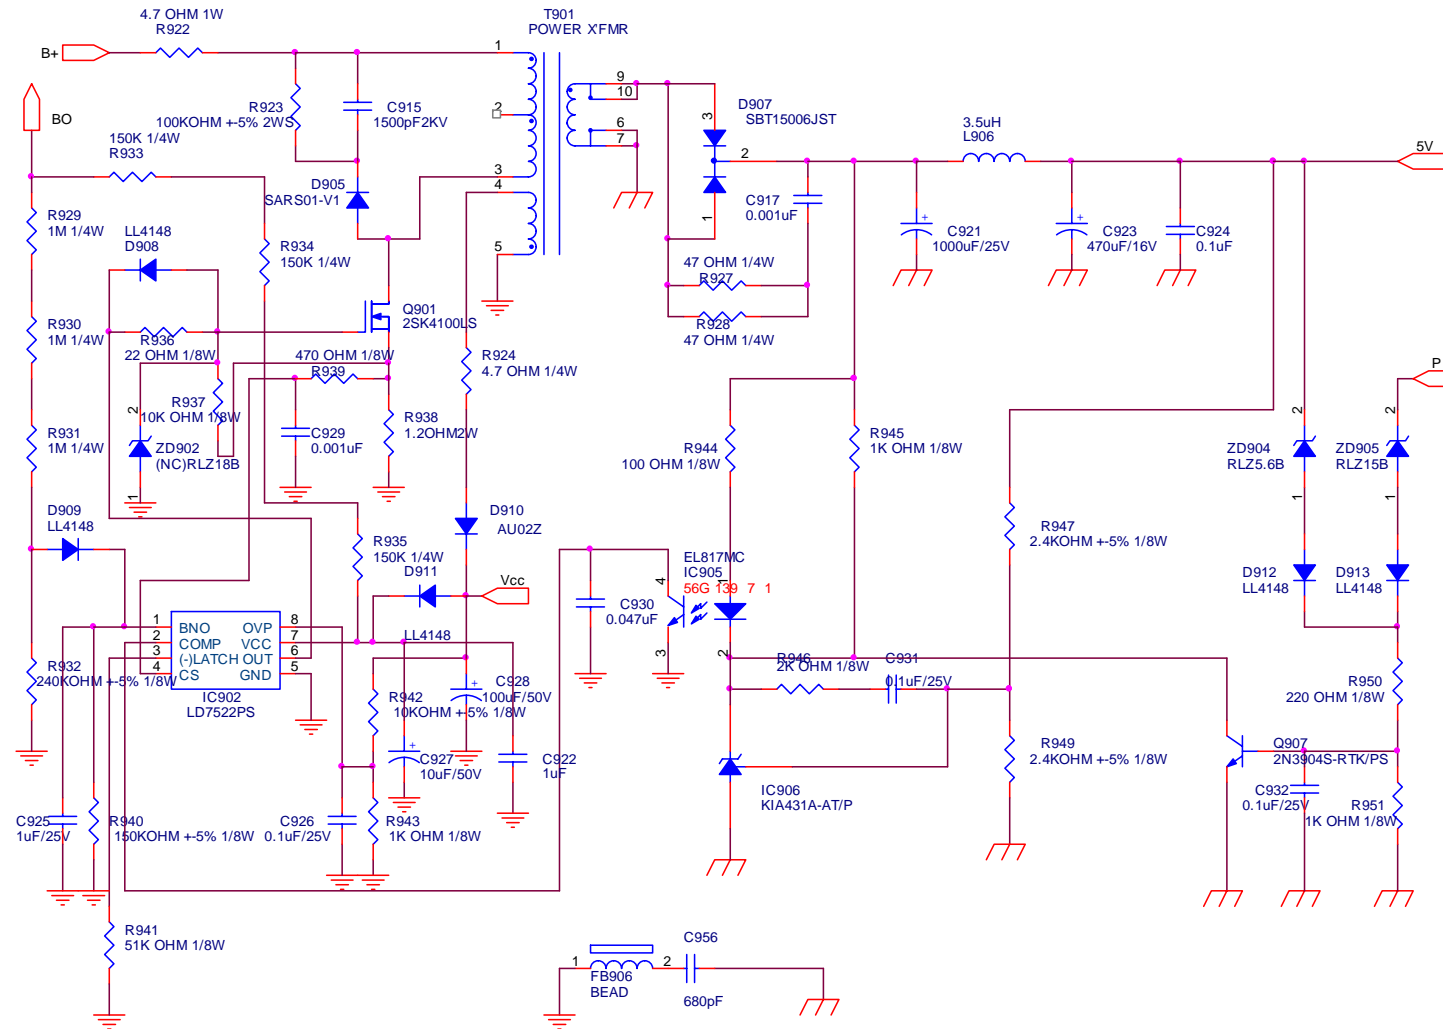 4.7 OHM 1W
R922
B+
BO
150K 1/4W
R933
R923
100KOHM +-5% 2WS
C915
1500pF2KV
D905
SARS01-V1
T901
POWER X'FMR
1
2
3
4
5
9
10
6
7
D907
SBT15006JST
3
2
1
3.5uH
L906
5V
C917
0.001uF
C921
1000uF/25V
C923
470uF/16V
C924
0.1uF
47 OHM 1/4W
R927
R928
47 OHM 1/4W
R929
1M 1/4W
LL4148
D908
R934
150K 1/4W
Q901
2SK4100LS
R930
1M 1/4W
R936
22 OHM 1/8W
470 OHM 1/8W
R939
R924
4.7 OHM 1/4W
R937
10K OHM 1/8W
R938
1.2OHM2W
C929
0.001uF
2
ZD902
(NC)RLZ18B
1
R931
1M 1/4W
D909
LL4148
D910
AU02Z
R935
150K 1/4W
D911
LL4148
Vcc
R944
100 OHM 1/8W
R945
1K OHM 1/8W
P
2
ZD904
RLZ5.6B
1
2
ZD905
RLZ15B
1
R947
2.4KOHM +-5% 1/8W
D912
LL4148
D913
LL4148
EL817MC
IC905
56G 139 7 1
4
3
1
2
C930
0.047uF
1
2
3
4
BNO
COMP
(-)LATCH
CS
OVP
VCC
OUT
GND
8
7
6
5
IC902
LD7522PS
R932
240KOHM +-5% 1/8W
R942
10KOHM +-5% 1/8W
C928
100uF/50V
C927
10uF/50V
C922
1uF
R946
2K OHM 1/8W
C931
0.1uF/25V
R950
220 OHM 1/8W
R949
2.4KOHM +-5% 1/8W
Q907
2N3904S-RTK/PS
IC906
KIA431A-AT/P
C932
0.1uF/25V
R951
1K OHM 1/8W
C925
1uF/25V
R940
150KOHM +-5% 1/8W
C926
0.1uF/25V
R943
1K OHM 1/8W
R941
51K OHM 1/8W
1
2
FB906
BEAD
C956
680pF